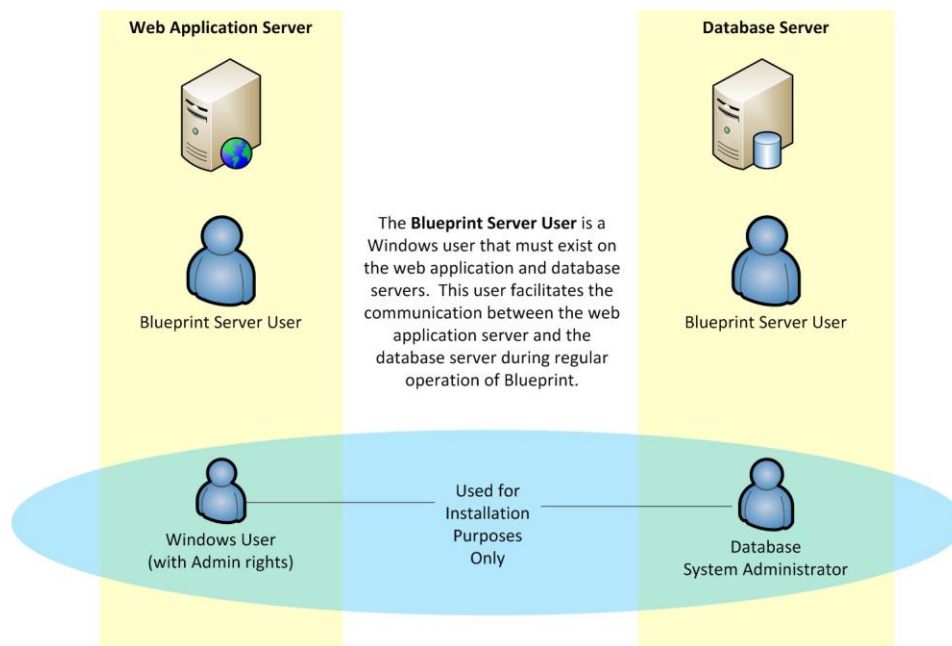 Web Application Server
Database Server
The Blueprint Server User is a
Windows user that must exist on
the web application and database
servers.  This user facilitates the
communication between the web
application server and the
database server during regular
operation of Blueprint.
Blueprint Server User
Blueprint Server User
Used for
Installation
Purposes
Only
Windows User
(with Admin rights)
Database
System Administrator